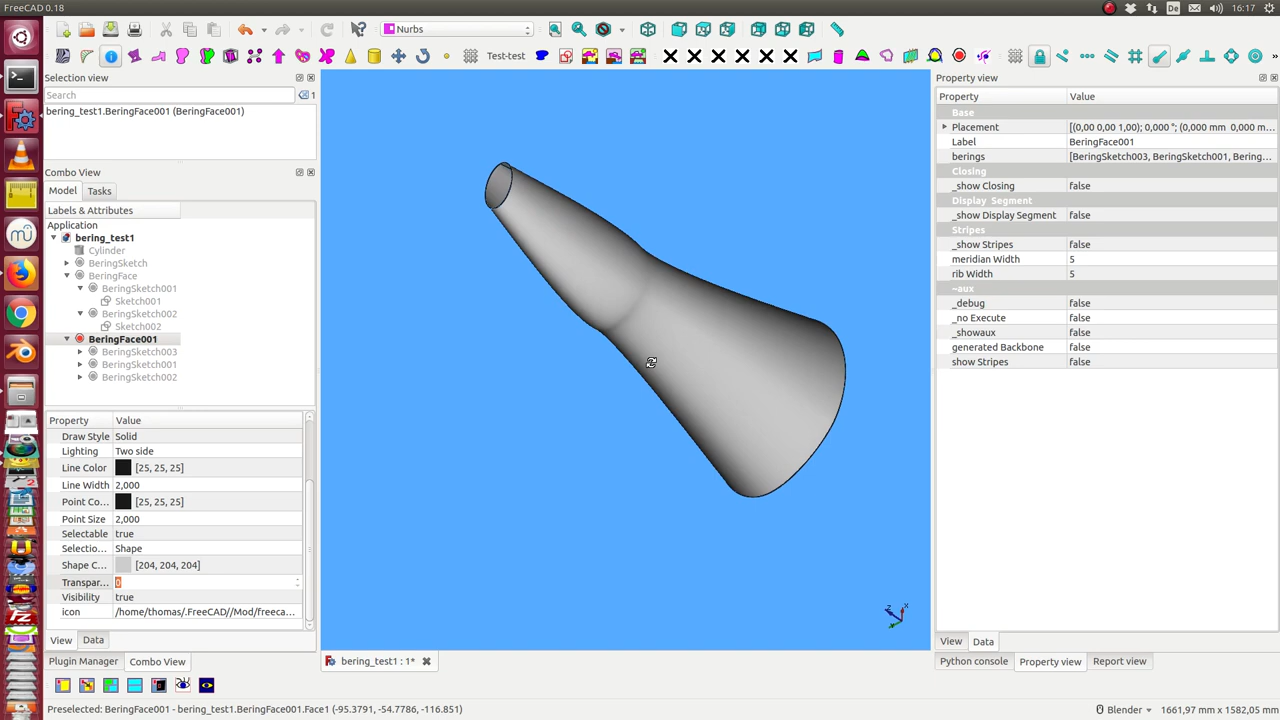 FreeCAD 0.18
De
16:17
Nurbs
Test-test
Selection view
Search
1
bering_test1.BeringFace001 (BeringFace001)
Combo View
Model Tasks
Labels & Attributes
Application
bering_test1
Cylinder
BeringSketch
BeringFace
BeringSketch001
Sketch001
BeringSketch002
Sketch002
BeringFace001
BeringSketch003
BeringSketch001
BeringSketch002
Property Value
Draw Style Solid
Lighting Two side
Line Color [25, 25, 25]
Line Width 2,000
Point Co... [25, 25, 25]
Point Size 2,000
Selectable true
Selectio... Shape
Shape C... [204, 204, 204]
Transpar... 0
Visibility true
icon /home/thomas/.FreeCAD//Mod/freeca...
View Data
Plugin Manager Combo View
bering_test1 : 1*
Property view
Property Value
Base
Placement [(0,00 0,00 1,00); 0,000 °; (0,000 mm 0,000 m...
Label BeringFace001
berings [BeringSketch003, BeringSketch001, Bering...
Closing
_show Closing false
Display Segment
_show Display Segment false
Stripes
_show Stripes false
meridian Width 5
rib Width 5
~aux
_debug false
_no Execute false
_showaux false
generated Backbone false
show Stripes false
View Data
Python console Property view Report view
Preselected: BeringFace001 - bering_test1.BeringFace001.Face1 (-95.3791, -54.7786, -116.851)
Blender 1661,97 mm x 1582,05 mm